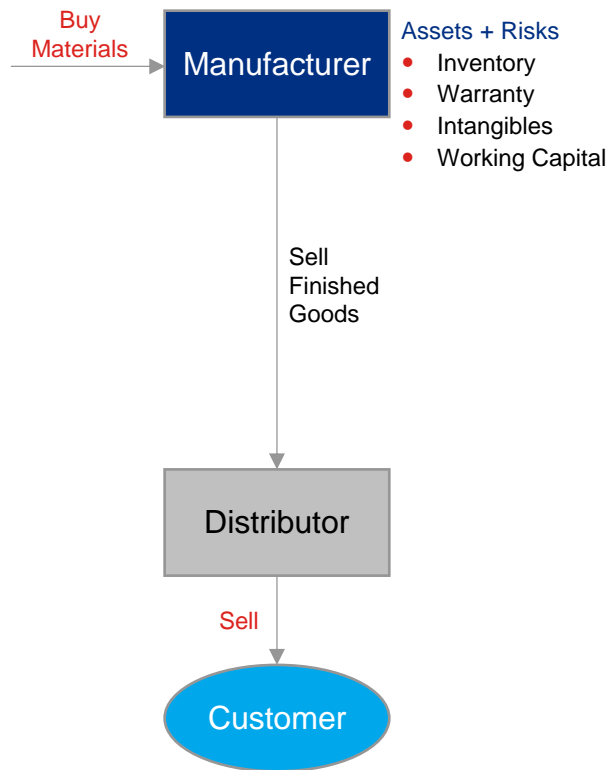 Buy
Materials
Manufacturer
Assets + Risks
• Inventory
• Warranty
• Intangibles
• Working Capital
Sell
Finished
Goods
Distributor
Sell
Customer